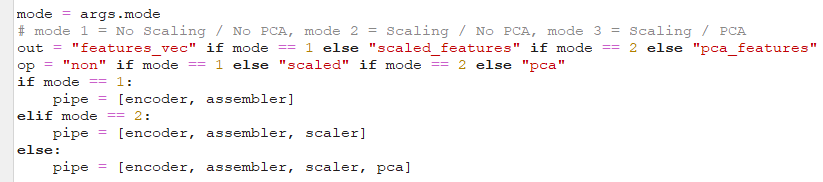 mode = args.mode
# mode 1 = No Scaling / No PCA, mode 2 = Scaling / No PCA, mode 3 = Scaling / PCA
out = "features_vec" if mode == 1 else "scaled_features" if mode == 2 else "pca_features"
op = "non" if mode == 1 else "scaled" if mode == 2 else "pca"
if mode == 1:
    pipe = [encoder, assembler]
elif mode == 2:
    pipe = [encoder, assembler, scaler]
else:
    pipe = [encoder, assembler, scaler, pca]